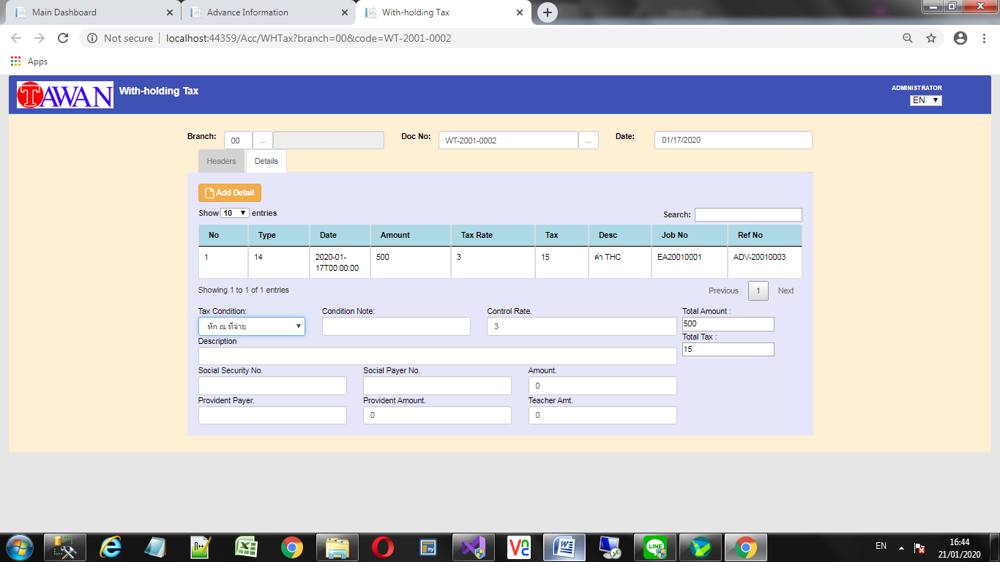 Main Dashboard
Advance Information
With-holding Tax
Not secure
localhost:44359/Acc/WHTax?branch=00&code=WT-2001-0002
Apps
TAWAN
With-holding Tax
ADMINISTRATOR
EN
Branch: 00 ...
Doc No: WT-2001-0002 ...
Date: 01/17/2020
Headers Details
Add Detail
Show 10 entries
Search:
No Type Date Amount Tax Rate Tax Desc Job No Ref No
1 14 2020-01-17T00:00:00 500 3 15 ค่า THC EA20010001 ADV-20010003
Showing 1 to 1 of 1 entries
Previous 1 Next
Tax Condition: Condition Note: Control Rate. Total Amount :
หัก ณ ที่จ่าย 3 500
Description Total Tax :
15
Social Security No. Social Payer No. Amount.
0
Provident Payer. Provident Amount. Teacher Amt.
0 0
EN
16:44
21/01/2020